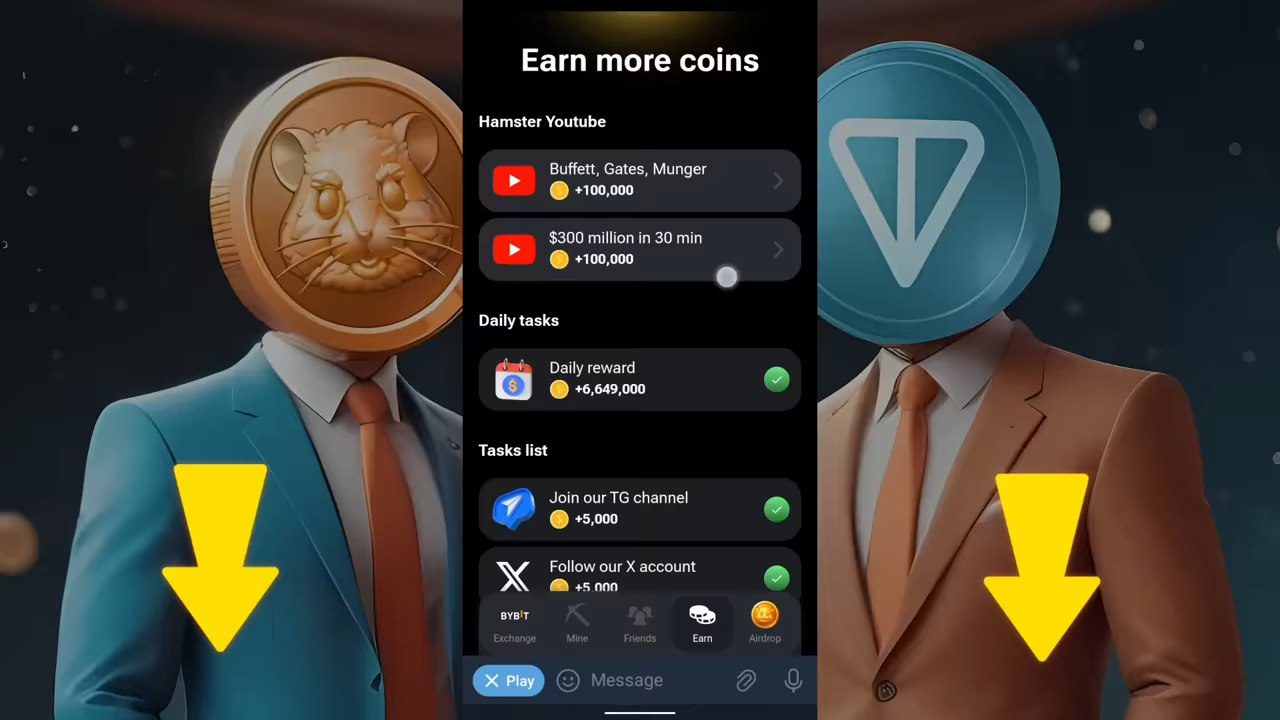 Earn more coins
Hamster Youtube
Buffett, Gates, Munger
+100,000
$300 million in 30 min
+100,000
Daily tasks
Daily reward
+6,649,000
Tasks list
Join our TG channel
+5,000
Follow our X account
+5,000
BYBIT
Exchange
Mine
Friends
Earn
Airdrop
Play
Message